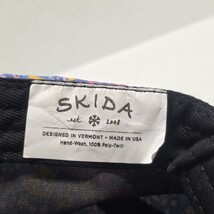 SKIDA
est. 2008
DESIGNED IN VERMONT • MADE IN USA
Hand-Wash, 100% Poly-Twill